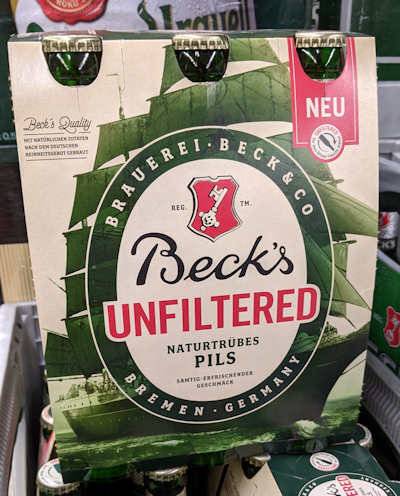 NEU
Beck's Quality
MIT NATÜRLICHEN ZUTATEN
NACH DEM DEUTSCHEN
REINHEITSGEBOT GEBRAUT
BRAUEREI · BECK & CO
REG. TM.
Beck's
UNFILTERED
NATURTRÜBES
PILS
SAMTIG-ERFRISCHENDER
GESCHMACK
BREMEN · GERMANY